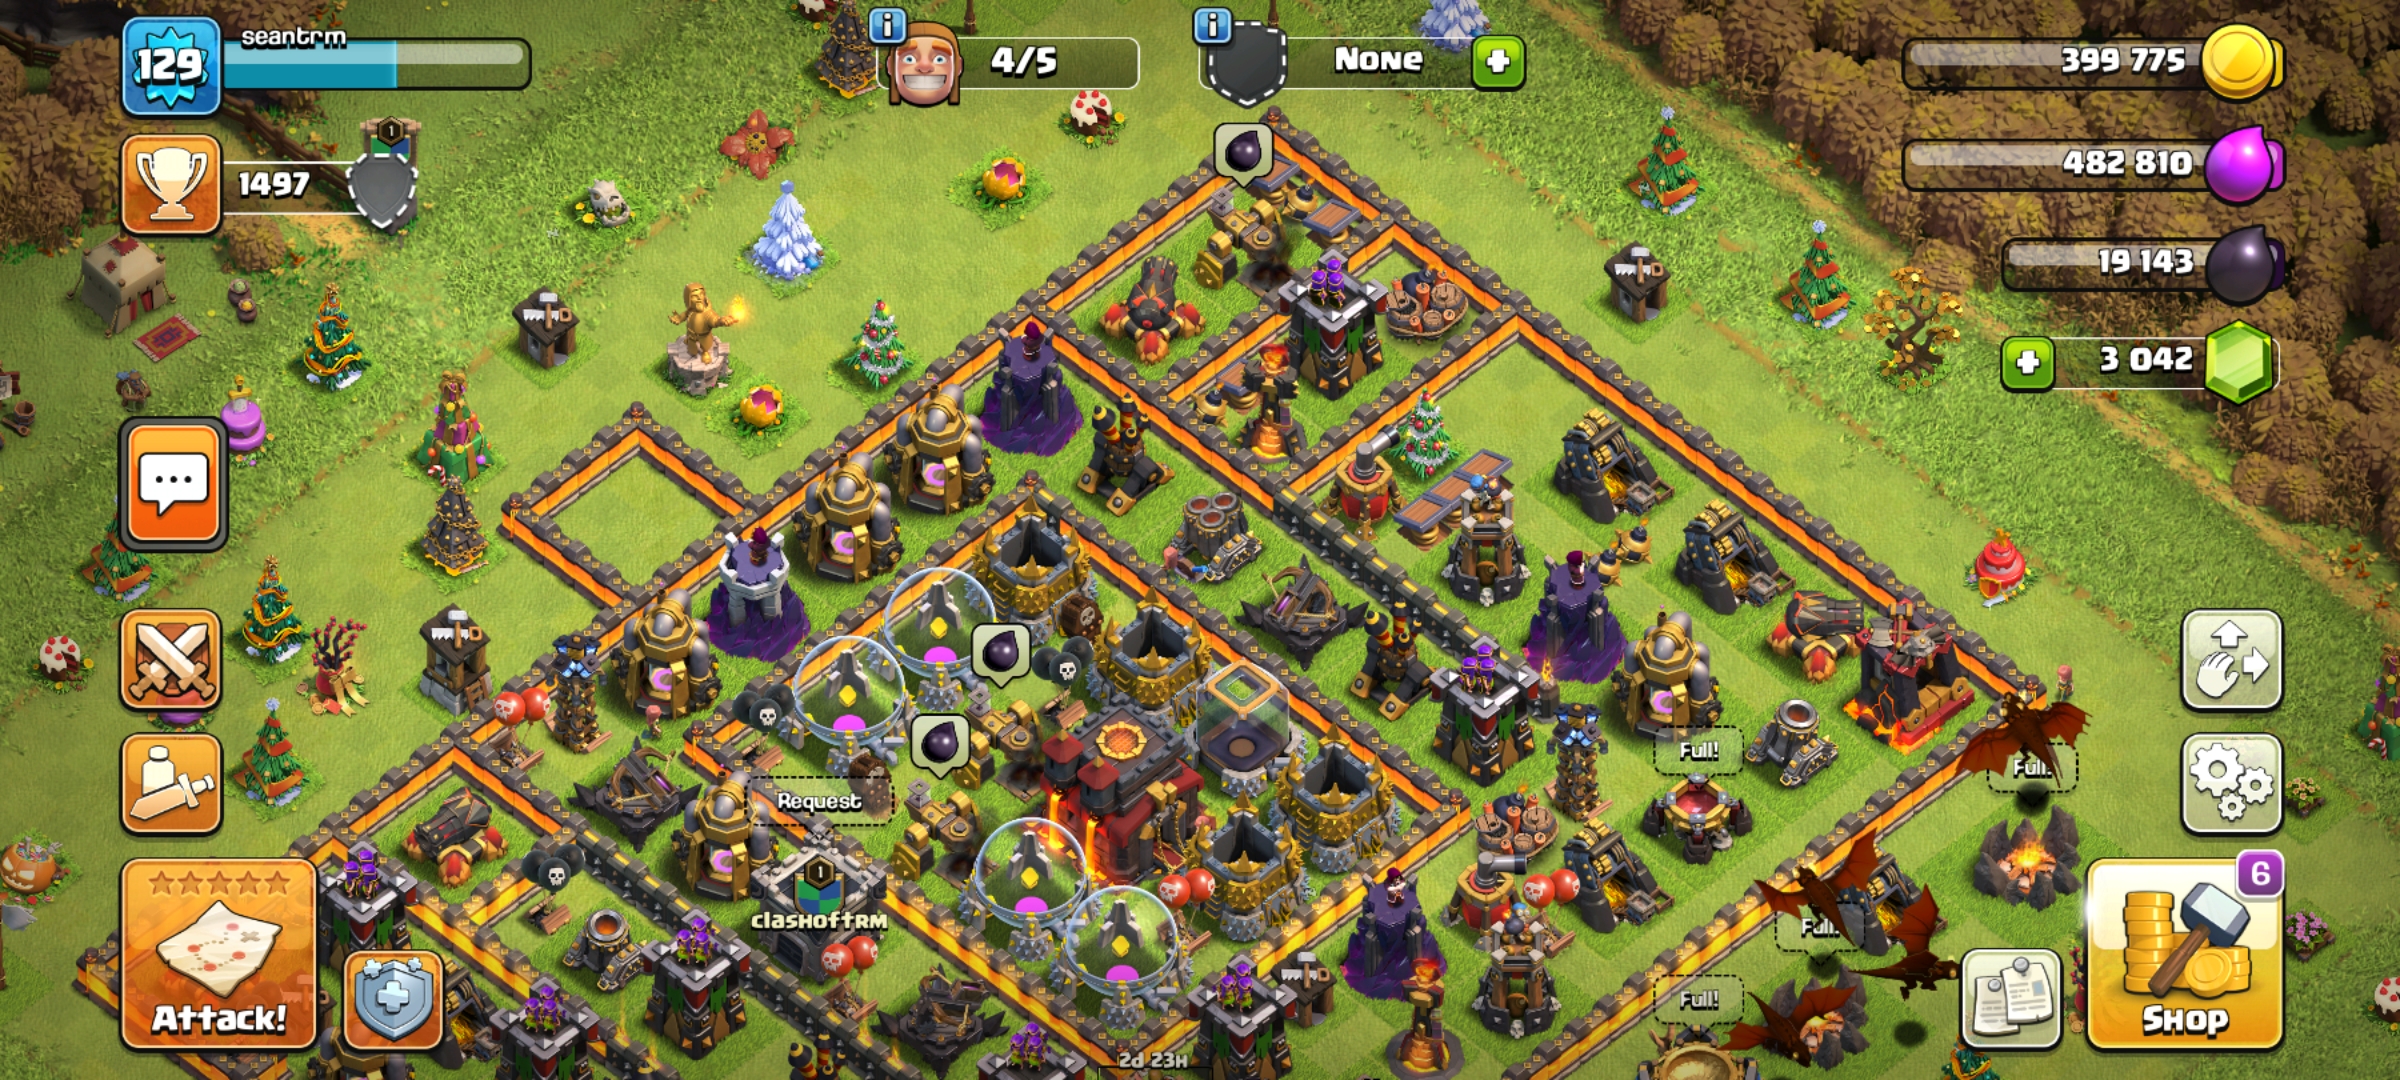 129
seantrm
4/5
None
399 775
1497
1
482 810
19 143
3 042
Request
Full!
Full!
1
clashoftRM
Full!
Full!
6
Attack!
Shop
2d 23H